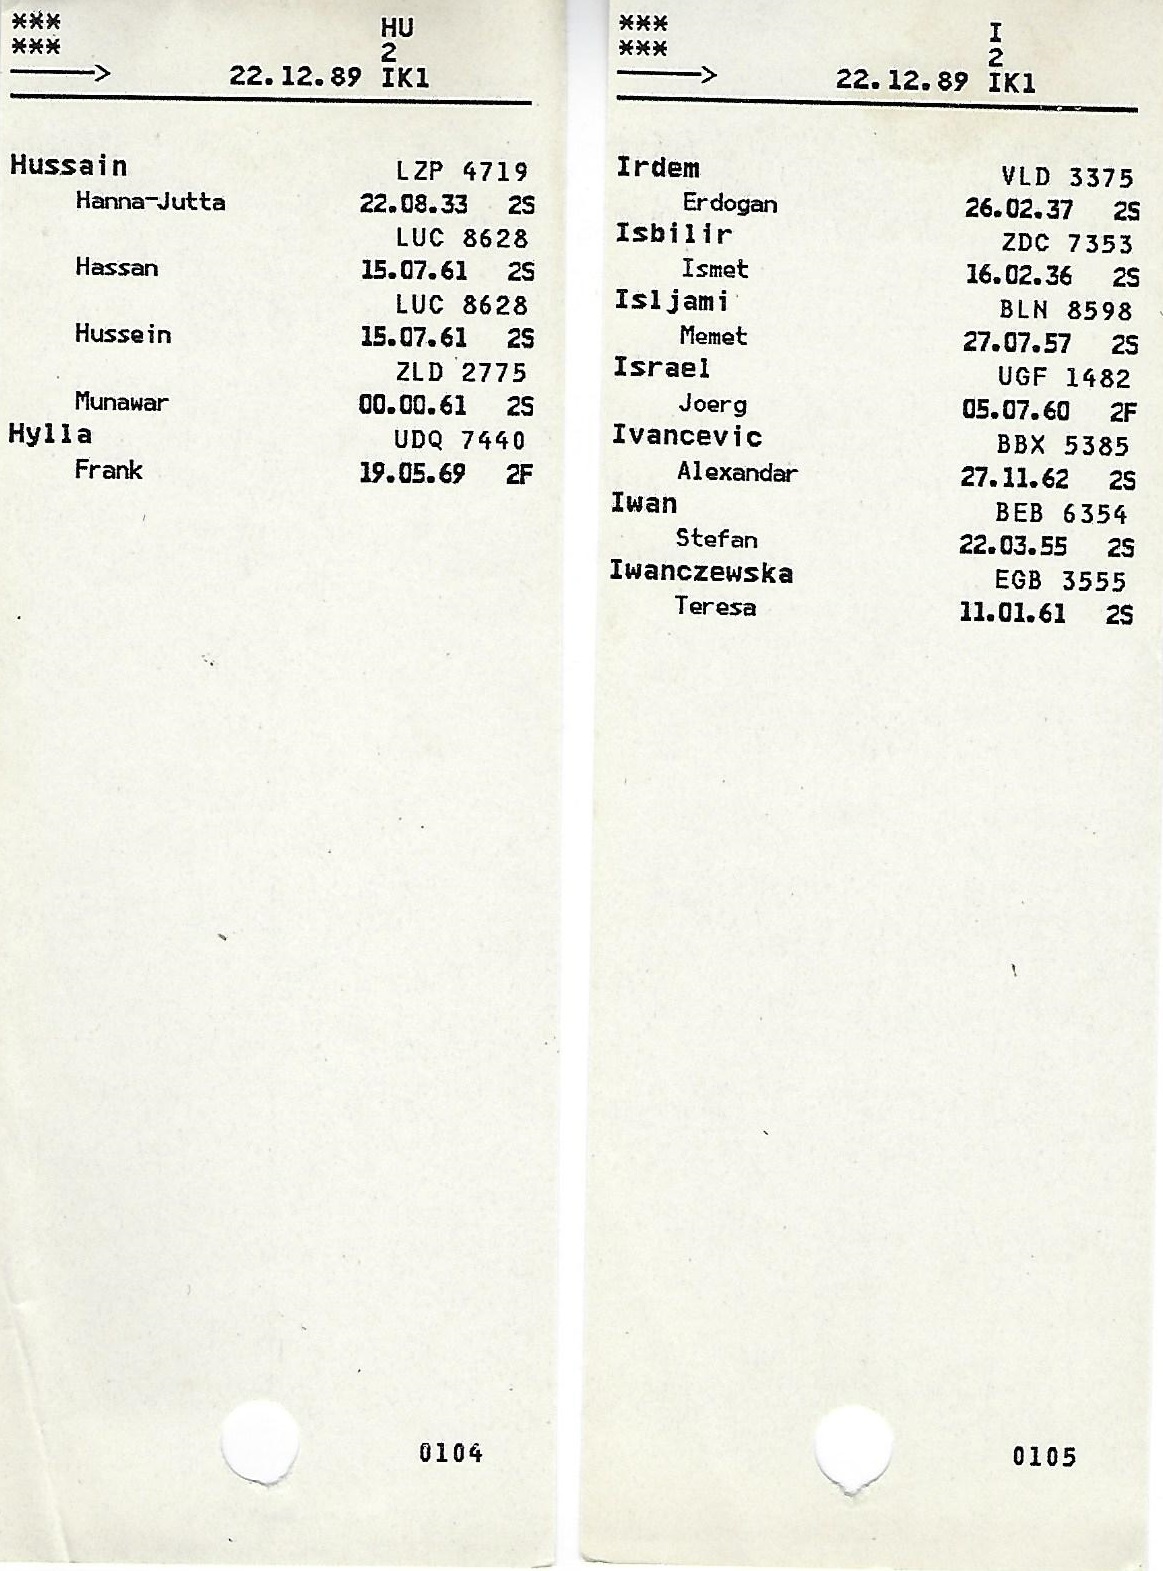 ***
***
HU
2
———> 22.12.89 IK1
Hussain LZP 4719
Hanna-Jutta 22.08.33 2S
LUC 8628
Hassan 15.07.61 2S
LUC 8628
Hussein 15.07.61 2S
ZLD 2775
Munawar 00.00.61 2S
Hylla UDQ 7440
Frank 19.05.69 2F
0104
***
***
I
2
———> 22.12.89 IK1
Irdem VLD 3375
Erdogan 26.02.37 2S
Isbilir ZDC 7353
Ismet 16.02.36 2S
Isljami BLN 8598
Memet 27.07.57 2S
Israel UGF 1482
Joerg 05.07.60 2F
Ivancevic BBX 5385
Alexandar 27.11.62 2S
Iwan BEB 6354
Stefan 22.03.55 2S
Iwanczewska EGB 3555
Teresa 11.01.61 2S
0105